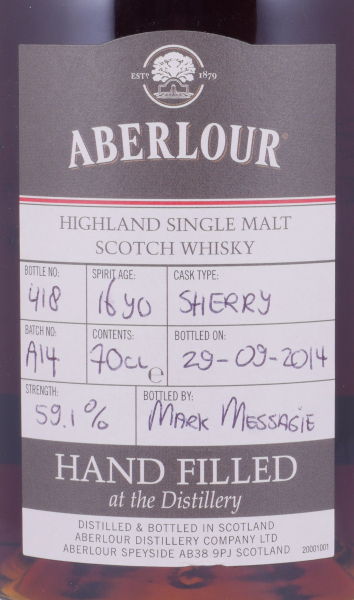 ESTD 1879
ABERLOUR
HIGHLAND SINGLE MALT
SCOTCH WHISKY
BOTTLE NO: SPIRIT AGE: CASK TYPE:
418 16 YO SHERRY
BATCH NO: CONTENTS: BOTTLED ON:
A14 70cl e 29-09-2014
STRENGTH: BOTTLED BY:
59.1% MARK MESSAGIE
HAND FILLED
at the Distillery
DISTILLED & BOTTLED IN SCOTLAND
ABERLOUR DISTILLERY COMPANY LTD
ABERLOUR SPEYSIDE AB38 9PJ SCOTLAND 20001001